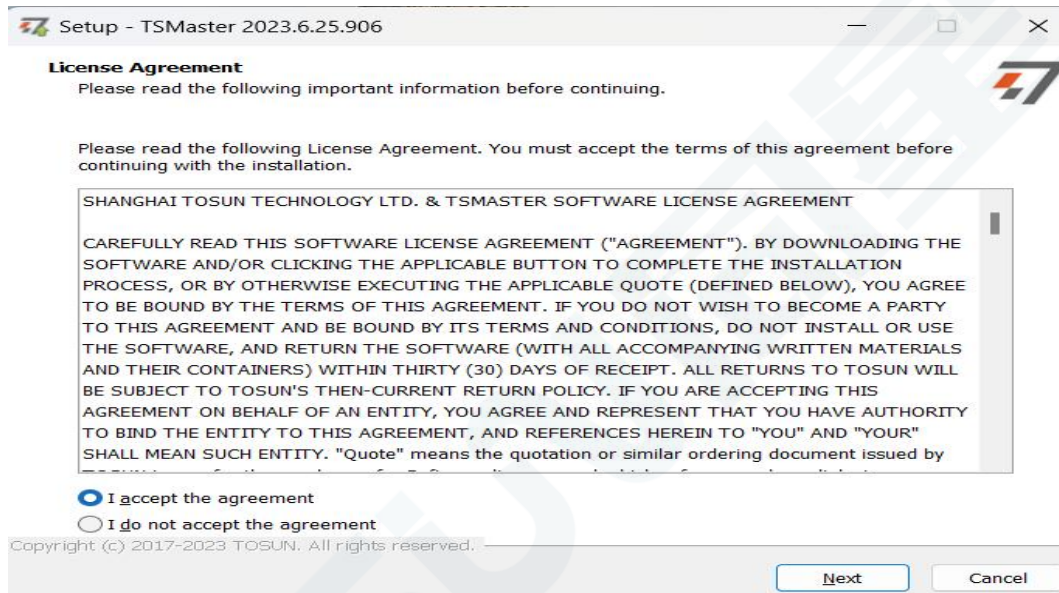 Setup - TSMaster 2023.6.25.906
License Agreement
Please read the following important information before continuing.
Please read the following License Agreement. You must accept the terms of this agreement before
continuing with the installation.
SHANGHAI TOSUN TECHNOLOGY LTD. & TSMASTER SOFTWARE LICENSE AGREEMENT
CAREFULLY READ THIS SOFTWARE LICENSE AGREEMENT ("AGREEMENT"). BY DOWNLOADING THE
SOFTWARE AND/OR CLICKING THE APPLICABLE BUTTON TO COMPLETE THE INSTALLATION
PROCESS, OR BY OTHERWISE EXECUTING THE APPLICABLE QUOTE (DEFINED BELOW), YOU AGREE
TO BE BOUND BY THE TERMS OF THIS AGREEMENT. IF YOU DO NOT WISH TO BECOME A PARTY
TO THIS AGREEMENT AND BE BOUND BY ITS TERMS AND CONDITIONS, DO NOT INSTALL OR USE
THE SOFTWARE, AND RETURN THE SOFTWARE (WITH ALL ACCOMPANYING WRITTEN MATERIALS
AND THEIR CONTAINERS) WITHIN THIRTY (30) DAYS OF RECEIPT. ALL RETURNS TO TOSUN WILL
BE SUBJECT TO TOSUN'S THEN-CURRENT RETURN POLICY. IF YOU ARE ACCEPTING THIS
AGREEMENT ON BEHALF OF AN ENTITY, YOU AGREE AND REPRESENT THAT YOU HAVE AUTHORITY
TO BIND THE ENTITY TO THIS AGREEMENT, AND REFERENCES HEREIN TO "YOU" AND "YOUR"
SHALL MEAN SUCH ENTITY. "Quote" means the quotation or similar ordering document issued by
I accept the agreement
I do not accept the agreement
Copyright (c) 2017-2023 TOSUN. All rights reserved.
Next
Cancel